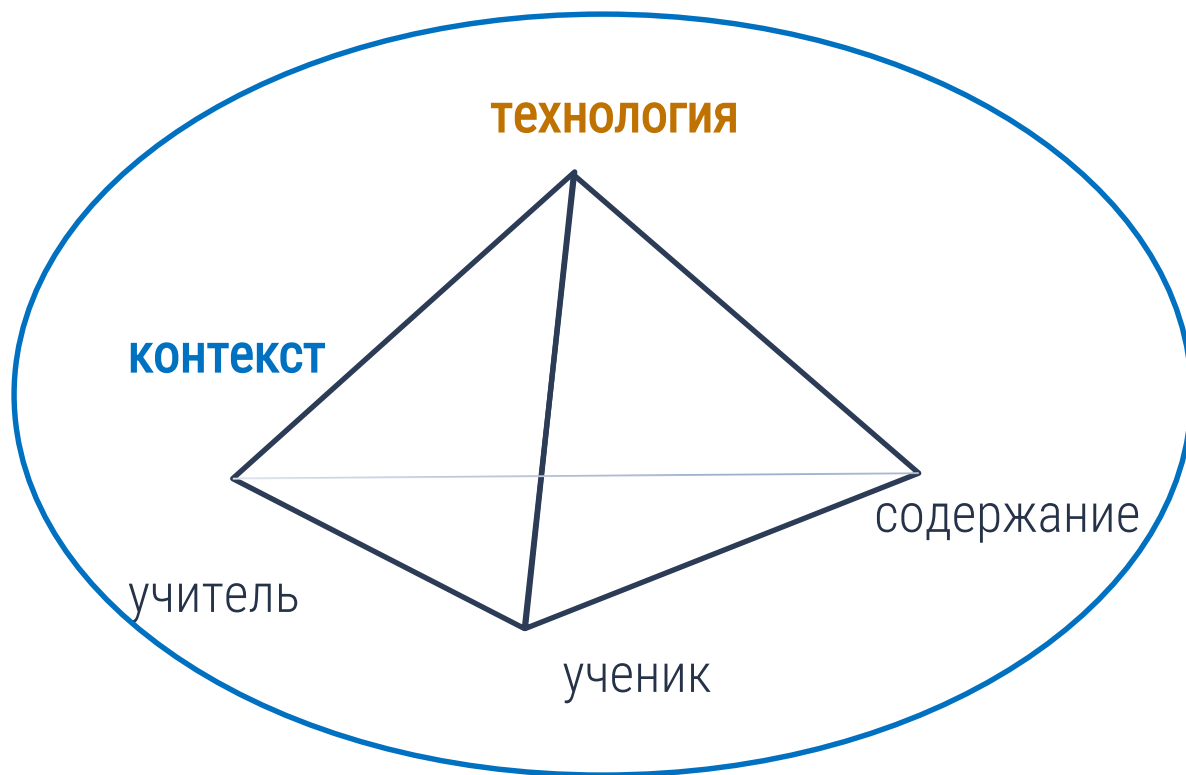 технология
контекст
содержание
учитель
ученик